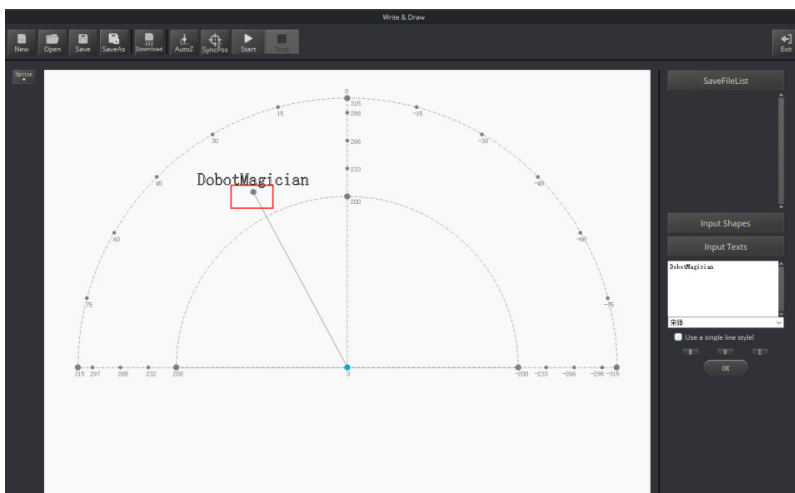 Write & Draw
New Open Save SaveAs Download AutoZ SyncPos Start Stop Exit
Option
SaveFileList
0
315
15 298 -15
30 266 -30
233
45 -45
DobotMagician
200
60 -60
Input Shapes
Input Texts
DobotMagician
75 -75
宋体
Use a single line style!
B U I
OK
315 297 265 232 200 0 -200 -233 -266 -298 -315